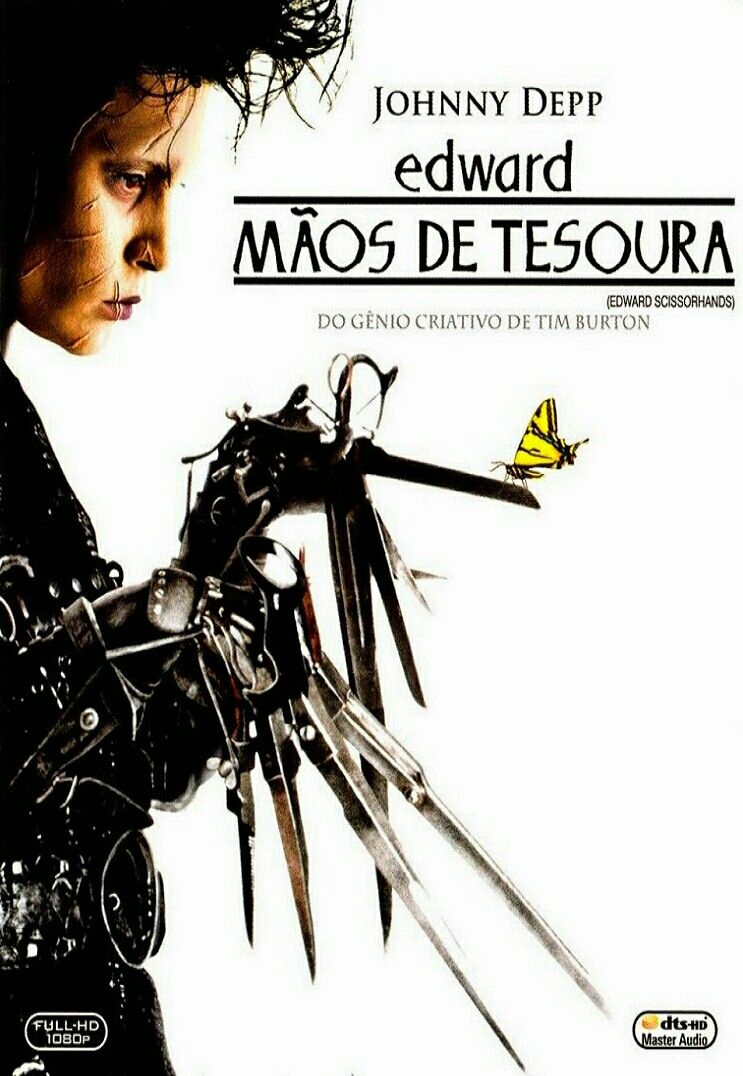 JOHNNY DEPP
edward
MÃOS DE TESOURA
(EDWARD SCISSORHANDS)
DO GÊNIO CRIATIVO DE TIM BURTON
FULL-HD
1080P
dts-HD
Master Audio